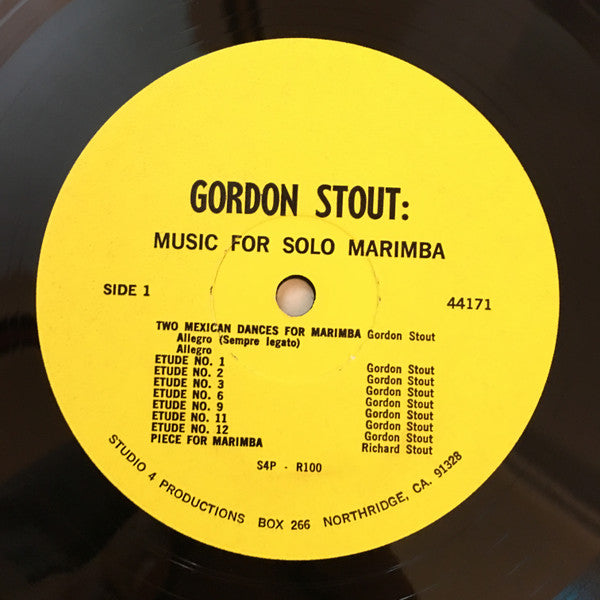 GORDON STOUT:
MUSIC FOR SOLO MARIMBA
SIDE 1 44171
TWO MEXICAN DANCES FOR MARIMBA Gordon Stout
Allegro (Sempre legato)
Allegro
ETUDE NO. 1 Gordon Stout
ETUDE NO. 2 Gordon Stout
ETUDE NO. 3 Gordon Stout
ETUDE NO. 6 Gordon Stout
ETUDE NO. 9 Gordon Stout
ETUDE NO. 11 Gordon Stout
ETUDE NO. 12 Gordon Stout
PIECE FOR MARIMBA Richard Stout
S4P - R100
STUDIO 4 PRODUCTIONS BOX 266 NORTHRIDGE, CA. 91328